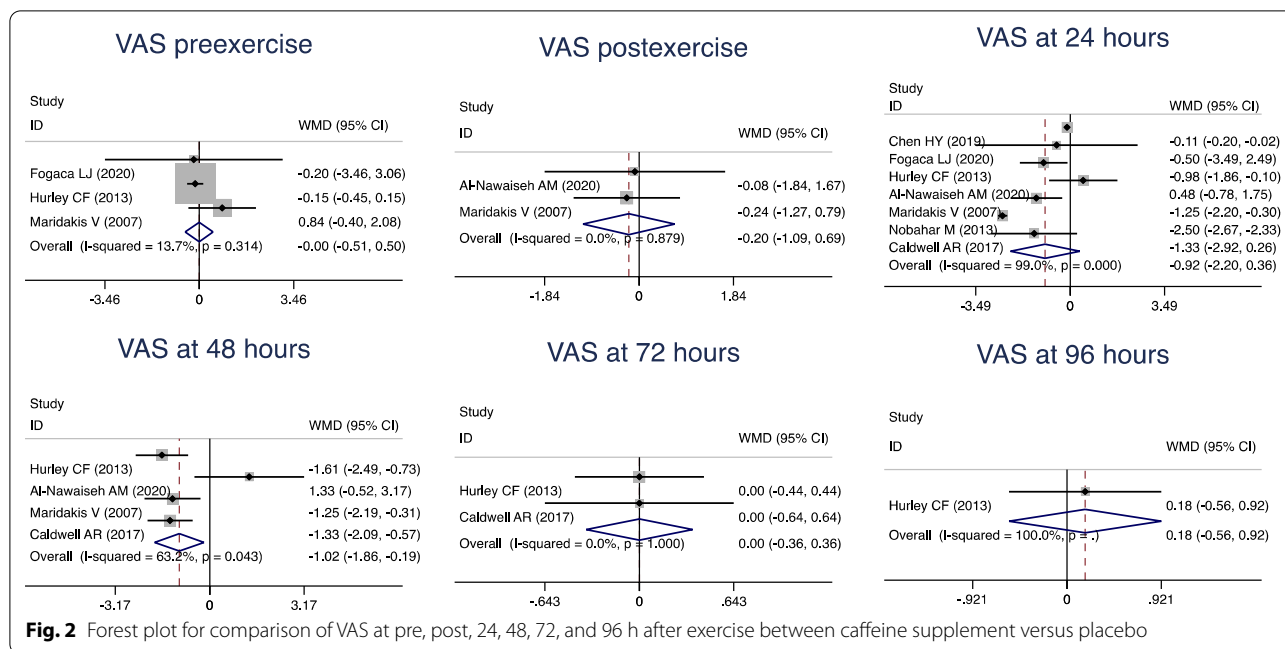 VAS preexercise
Study
ID WMD (95% CI)
Fogaca LJ (2020) -0.20 (-3.46, 3.06)
Hurley CF (2013) -0.15 (-0.45, 0.15)
Maridakis V (2007) 0.84 (-0.40, 2.08)
Overall (I-squared = 13.7%, p = 0.314) -0.00 (-0.51, 0.50)
-3.46 0 3.46
VAS postexercise
Study
ID WMD (95% CI)
Al-Nawaiseh AM (2020) -0.08 (-1.84, 1.67)
Maridakis V (2007) -0.24 (-1.27, 0.79)
Overall (I-squared = 0.0%, p = 0.879) -0.20 (-1.09, 0.69)
-1.84 0 1.84
VAS at 24 hours
Study
ID WMD (95% CI)
Chen HY (2019) -0.11 (-0.20, -0.02)
Fogaca LJ (2020) -0.50 (-3.49, 2.49)
Hurley CF (2013) -0.98 (-1.86, -0.10)
Al-Nawaiseh AM (2020) 0.48 (-0.78, 1.75)
Maridakis V (2007) -1.25 (-2.20, -0.30)
Nobahar M (2013) -2.50 (-2.67, -2.33)
Caldwell AR (2017) -1.33 (-2.92, 0.26)
Overall (I-squared = 99.0%, p = 0.000) -0.92 (-2.20, 0.36)
-3.49 0 3.49
VAS at 48 hours
Study
ID WMD (95% CI)
Hurley CF (2013) -1.61 (-2.49, -0.73)
Al-Nawaiseh AM (2020) 1.33 (-0.52, 3.17)
Maridakis V (2007) -1.25 (-2.19, -0.31)
Caldwell AR (2017) -1.33 (-2.09, -0.57)
Overall (I-squared = 63.2%, p = 0.043) -1.02 (-1.86, -0.19)
-3.17 0 3.17
VAS at 72 hours
Study
ID WMD (95% CI)
Hurley CF (2013) 0.00 (-0.44, 0.44)
Caldwell AR (2017) 0.00 (-0.64, 0.64)
Overall (I-squared = 0.0%, p = 1.000) 0.00 (-0.36, 0.36)
-.643 0 .643
VAS at 96 hours
Study
ID WMD (95% CI)
Hurley CF (2013) 0.18 (-0.56, 0.92)
Overall (I-squared = 100.0%, p = .) 0.18 (-0.56, 0.92)
-.921 0 .921
Fig. 2 Forest plot for comparison of VAS at pre, post, 24, 48, 72, and 96 h after exercise between caffeine supplement versus placebo